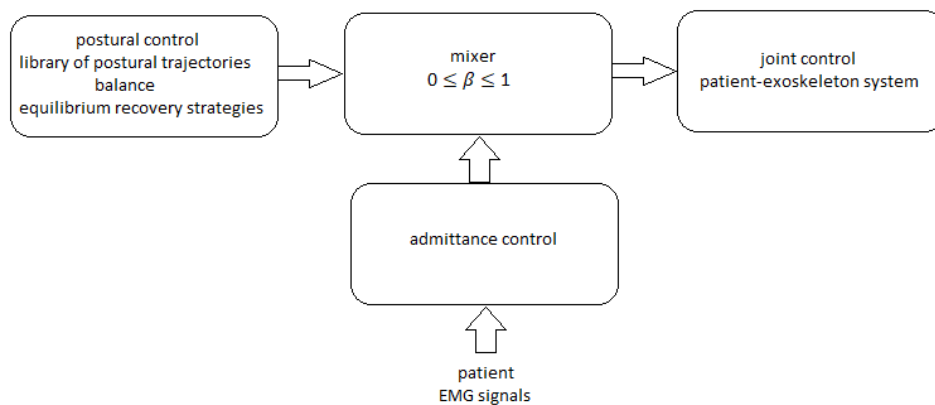 postural control
library of postural trajectories
balance
equilibrium recovery strategies
mixer
0 ≤ β ≤ 1
joint control
patient-exoskeleton system
admittance control
patient
EMG signals